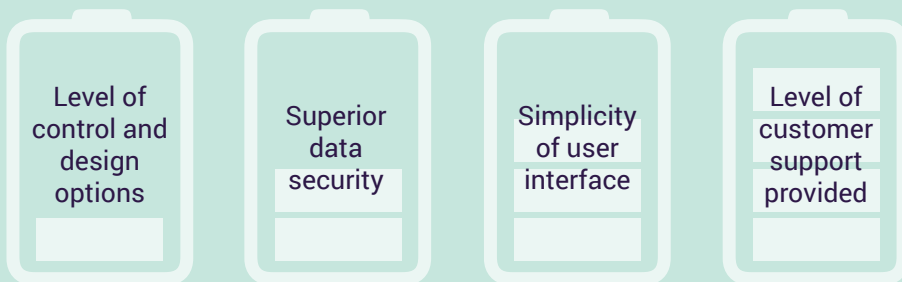 Level of
control and
design
options
Superior
data
security
Simplicity
of user
interface
Level of
customer
support
provided